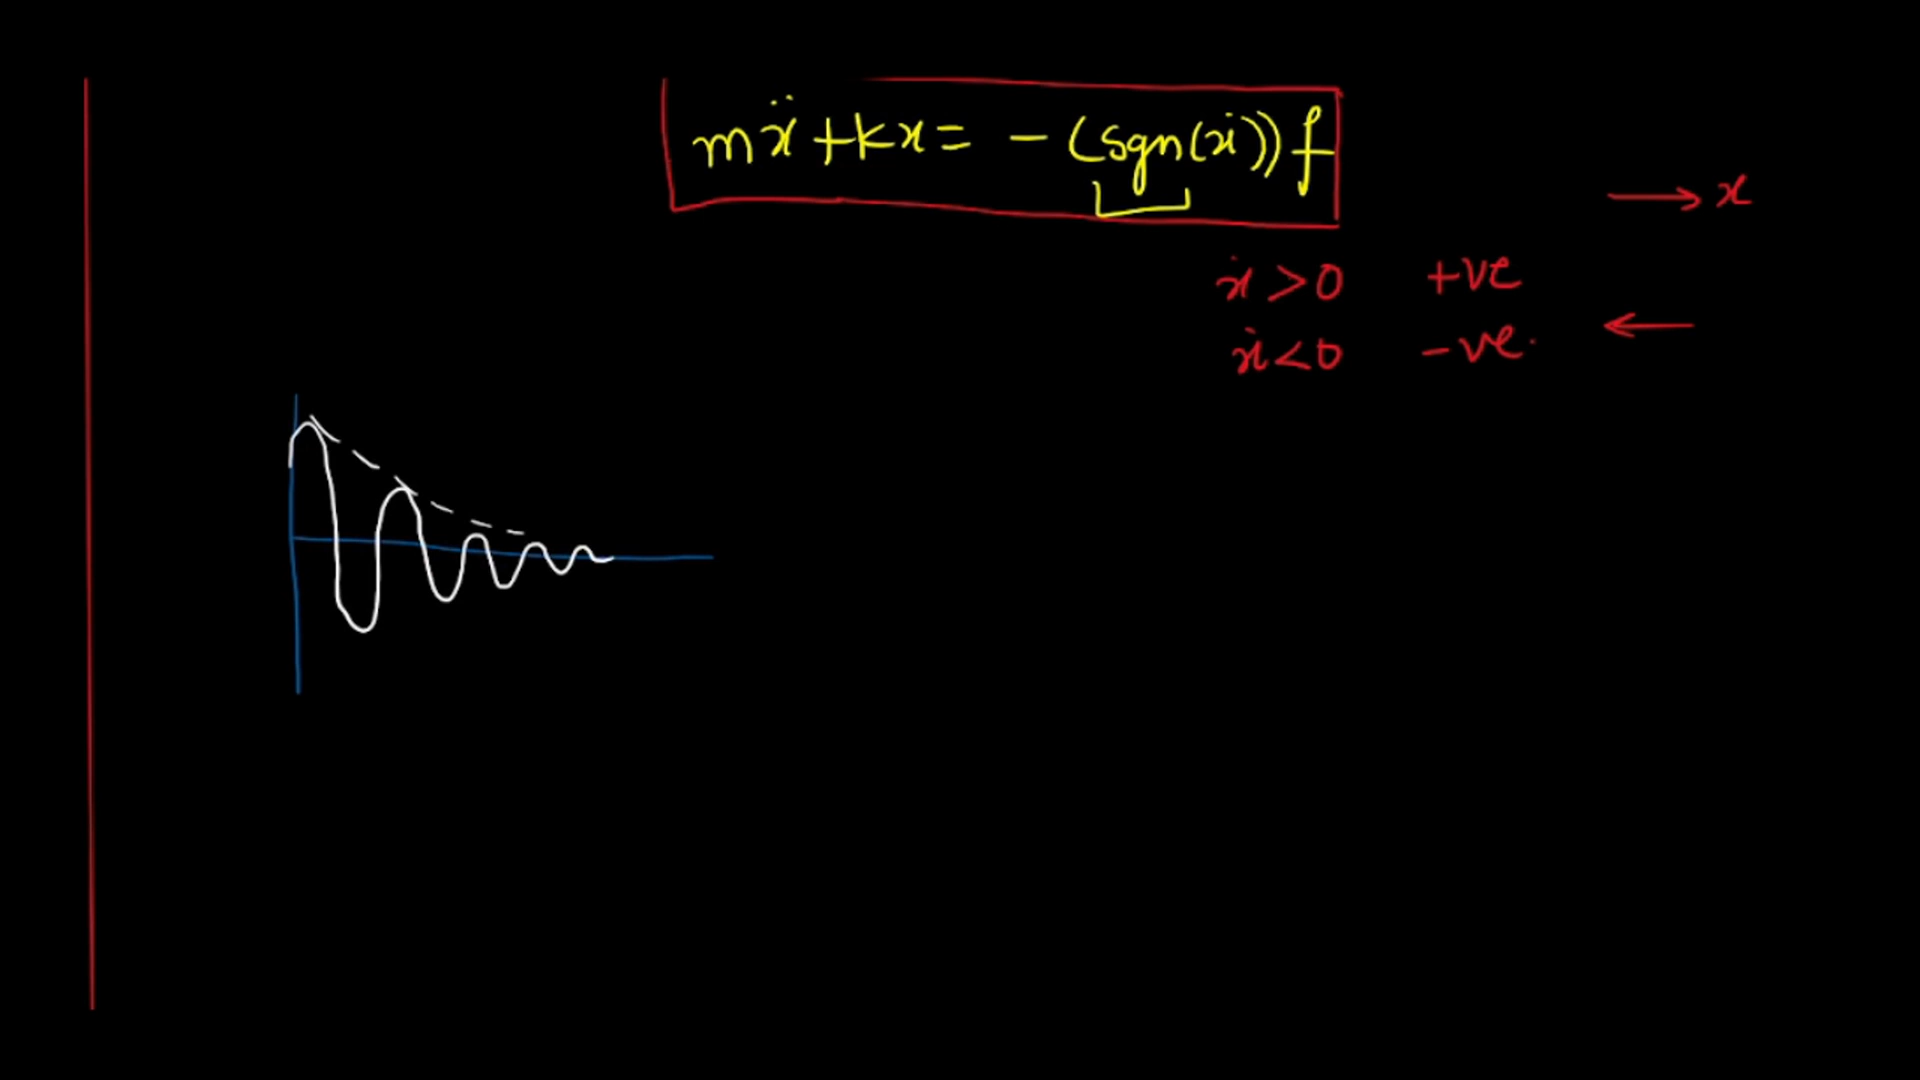 mẍ + kx = - (sgn(ẋ)) f
→ x
ẋ > 0 +ve
ẋ < 0 -ve. ←